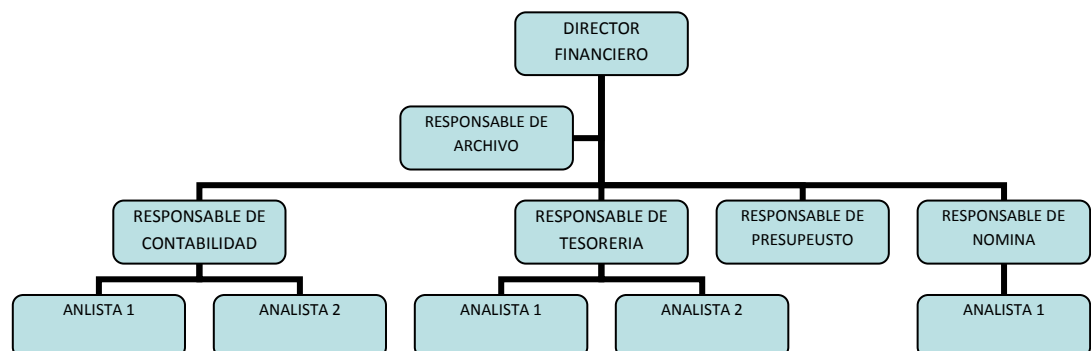 DIRECTOR
FINANCIERO
RESPONSABLE DE
ARCHIVO
RESPONSABLE DE
CONTABILIDAD
RESPONSABLE DE
TESORERIA
RESPONSABLE DE
PRESUPEUSTO
RESPONSABLE DE
NOMINA
ANLISTA 1
ANALISTA 2
ANALISTA 1
ANALISTA 2
ANALISTA 1